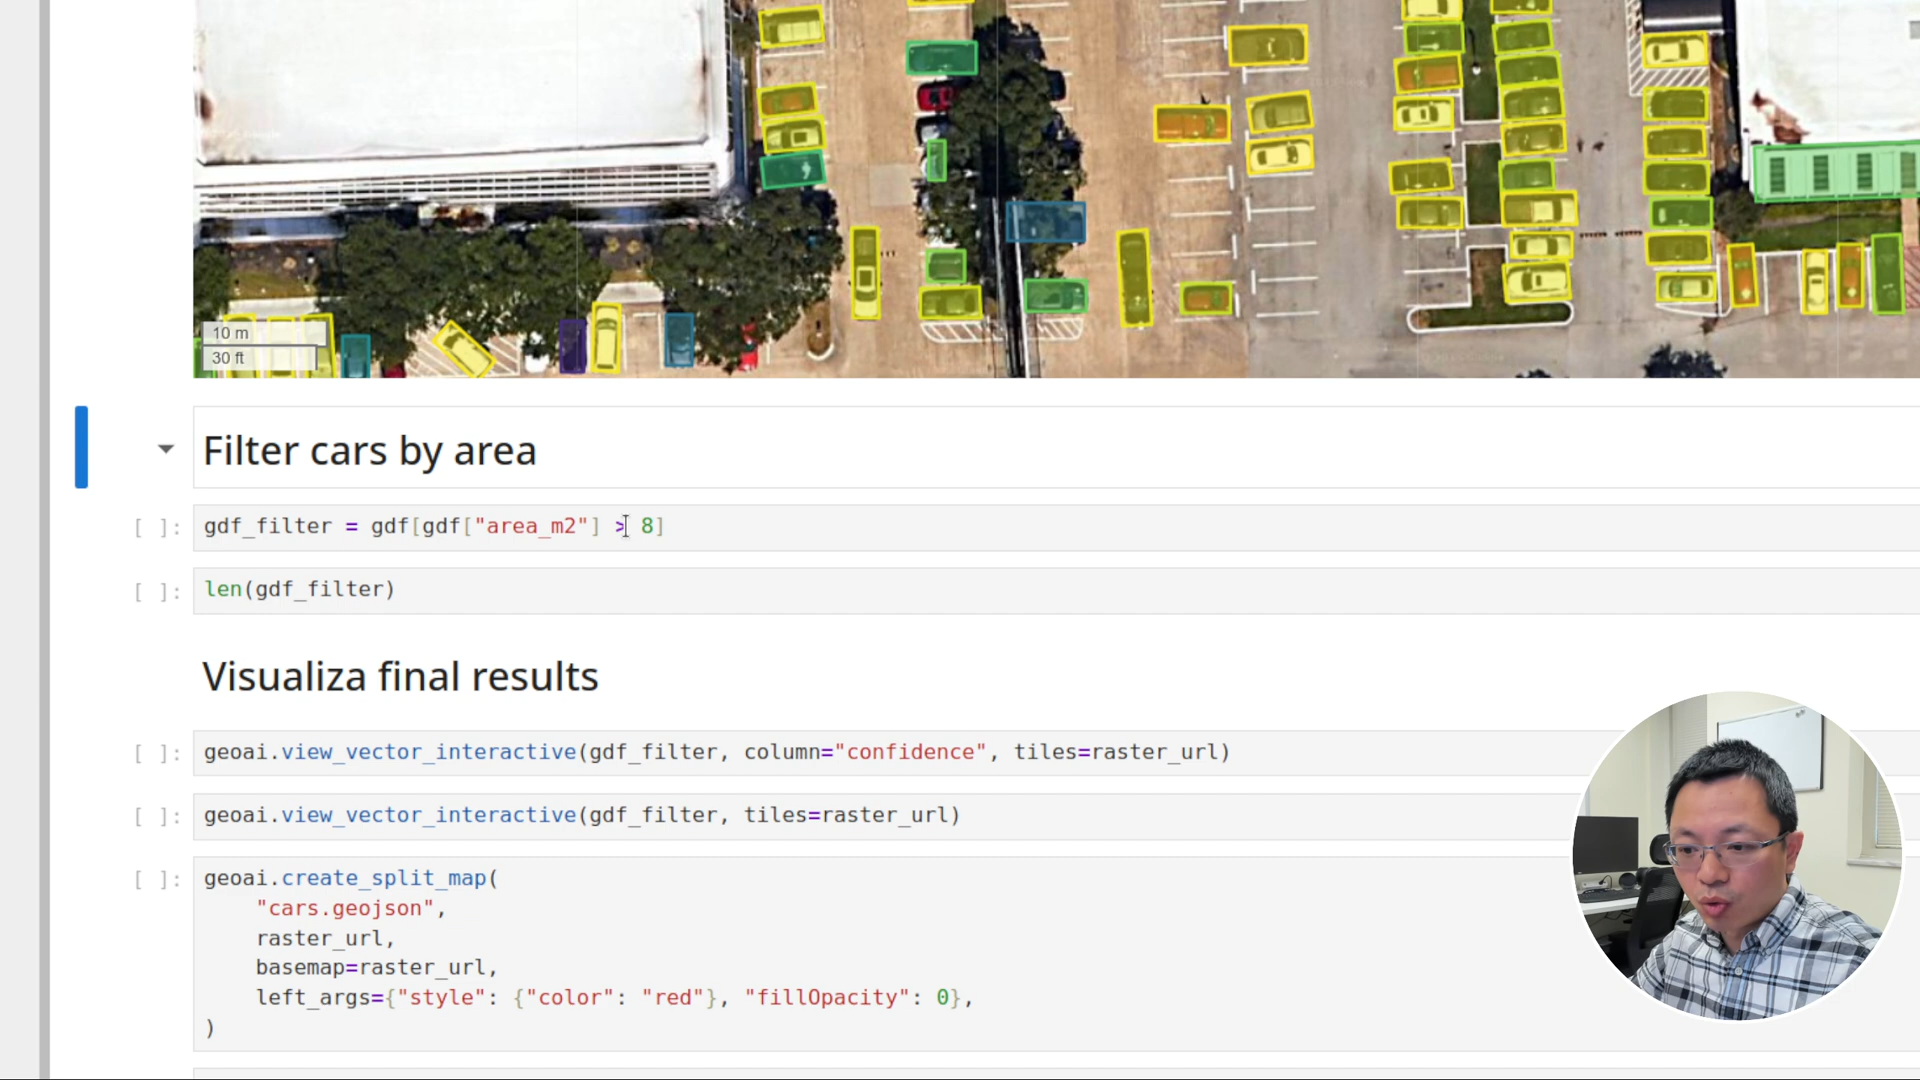 10 m
30 ft
Filter cars by area
[ ]: gdf_filter = gdf[gdf["area_m2"] > 8]
[ ]: len(gdf_filter)
Visualiza final results
[ ]: geoai.view_vector_interactive(gdf_filter, column="confidence", tiles=raster_url)
[ ]: geoai.view_vector_interactive(gdf_filter, tiles=raster_url)
[ ]: geoai.create_split_map(
"cars.geojson",
raster_url,
basemap=raster_url,
left_args={"style": {"color": "red"}, "fillOpacity": 0},
)